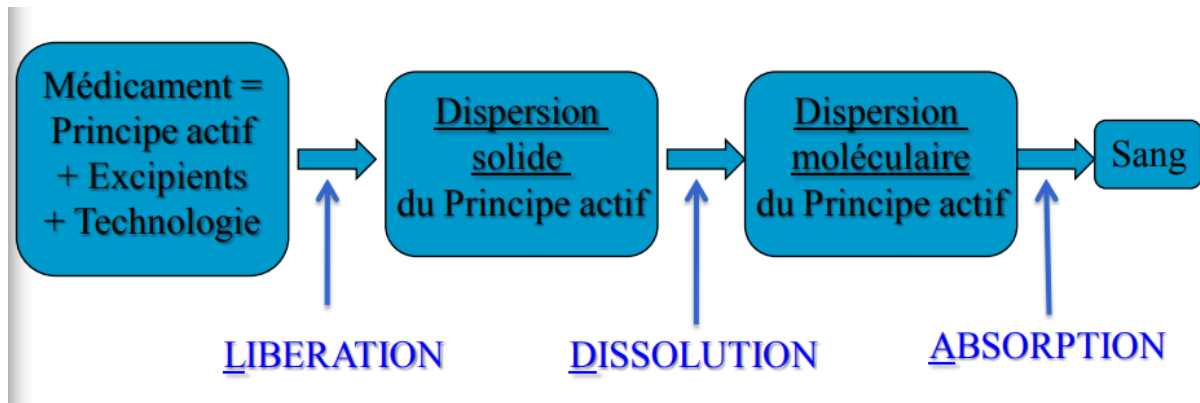 Médicament =
Principe actif
+ Excipients
+ Technologie
Dispersion
solide
du Principe actif
Dispersion
moléculaire
du Principe actif
Sang
LIBERATION
DISSOLUTION
ABSORPTION